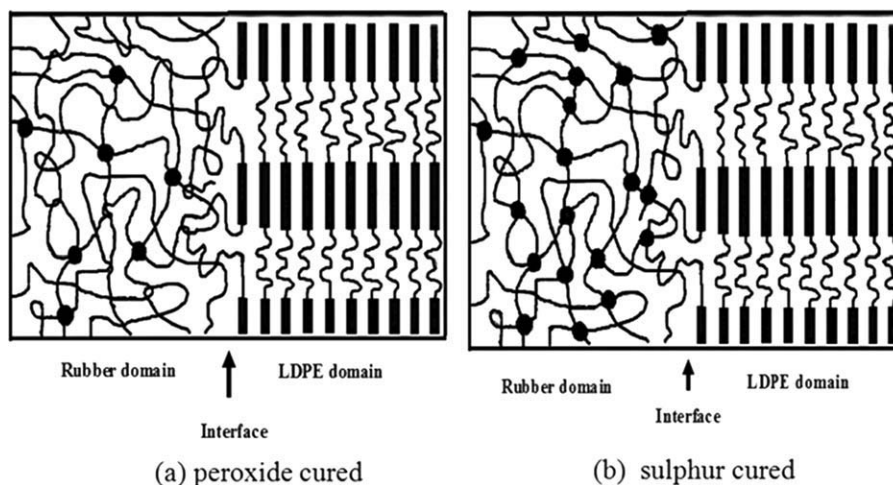 Rubber domain LDPE domain
Interface
(a) peroxide cured
Rubber domain LDPE domain
Interface
(b) sulphur cured